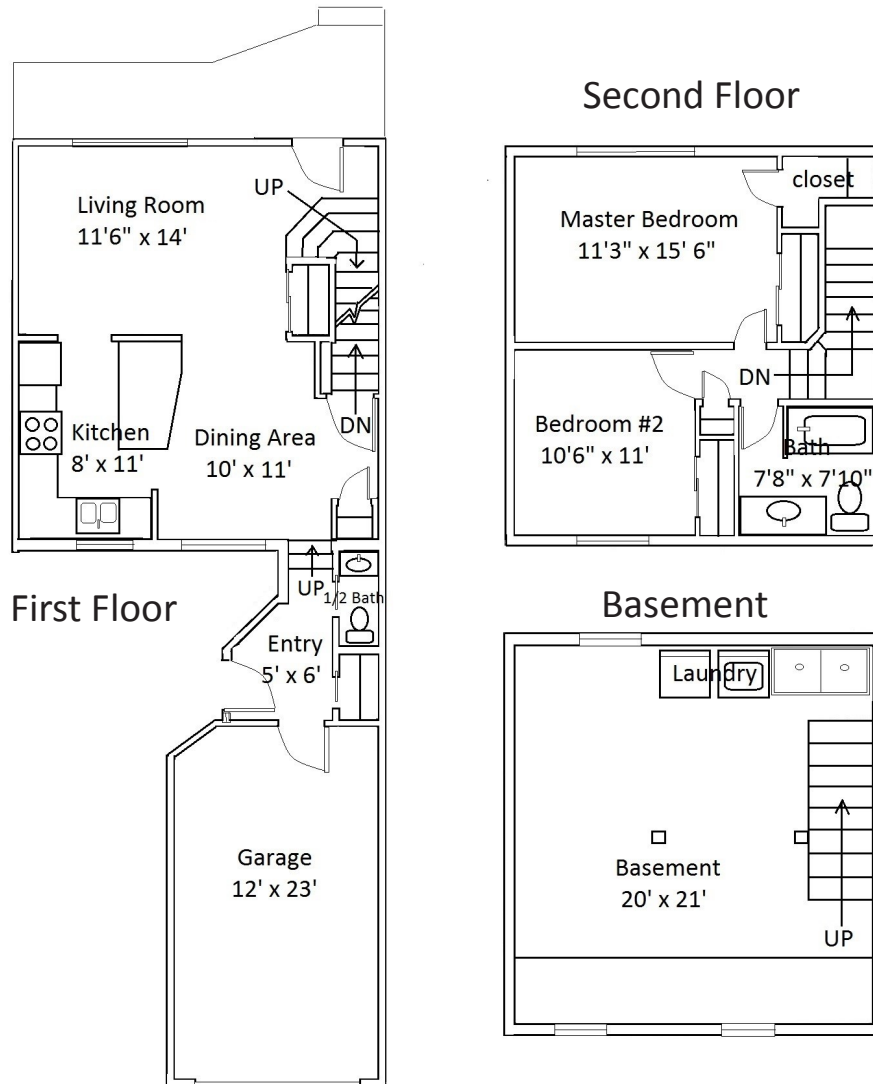 UP
Living Room
11'6" x 14'
Kitchen
8' x 11'
Dining Area
10' x 11'
DN
UP
1/2 Bath
First Floor
Entry
5' x 6'
Garage
12' x 23'
Second Floor
closet
Master Bedroom
11'3" x 15' 6"
DN
Bedroom #2
10'6" x 11'
Bath
7'8" x 7'10"
Basement
Laundry
Basement
20' x 21'
UP